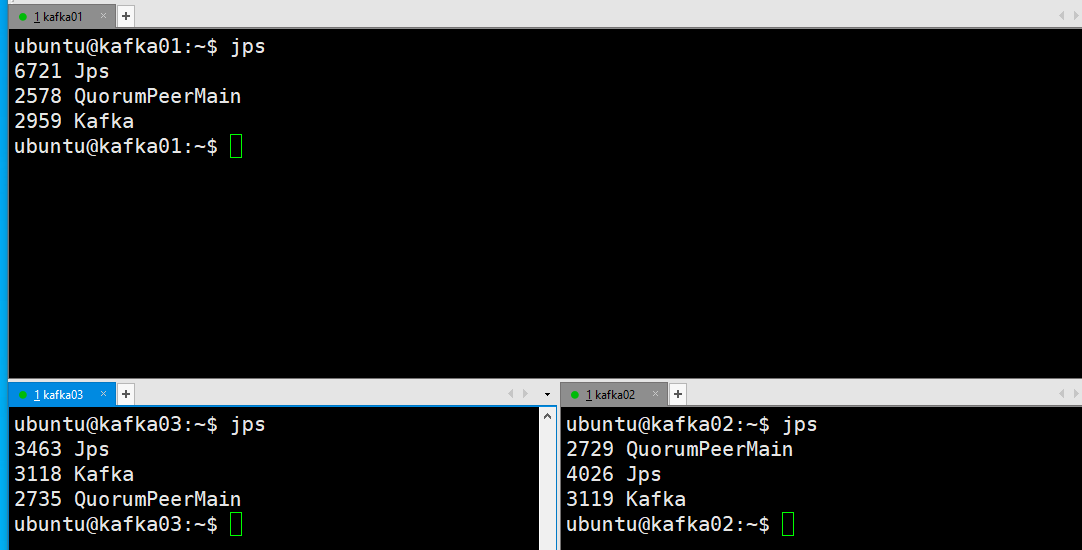 1 kafka01
ubuntu@kafka01:~$ jps
6721 Jps
2578 QuorumPeerMain
2959 Kafka
ubuntu@kafka01:~$
1 kafka03
ubuntu@kafka03:~$ jps
3463 Jps
3118 Kafka
2735 QuorumPeerMain
ubuntu@kafka03:~$
1 kafka02
ubuntu@kafka02:~$ jps
2729 QuorumPeerMain
4026 Jps
3119 Kafka
ubuntu@kafka02:~$